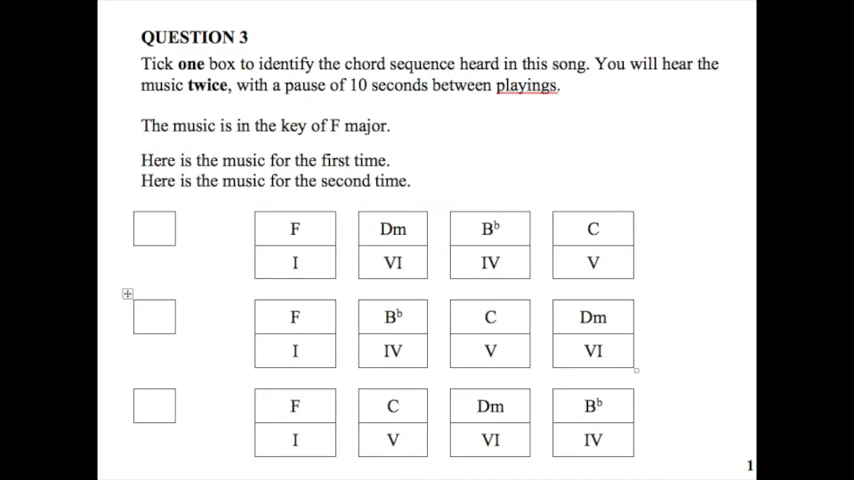 QUESTION 3
Tick one box to identify the chord sequence heard in this song. You will hear the
music twice, with a pause of 10 seconds between playings.
The music is in the key of F major.
Here is the music for the first time.
Here is the music for the second time.
F Dm Bb C
I VI IV V
F Bb C Dm
I IV V VI
F C Dm Bb
I V VI IV
1